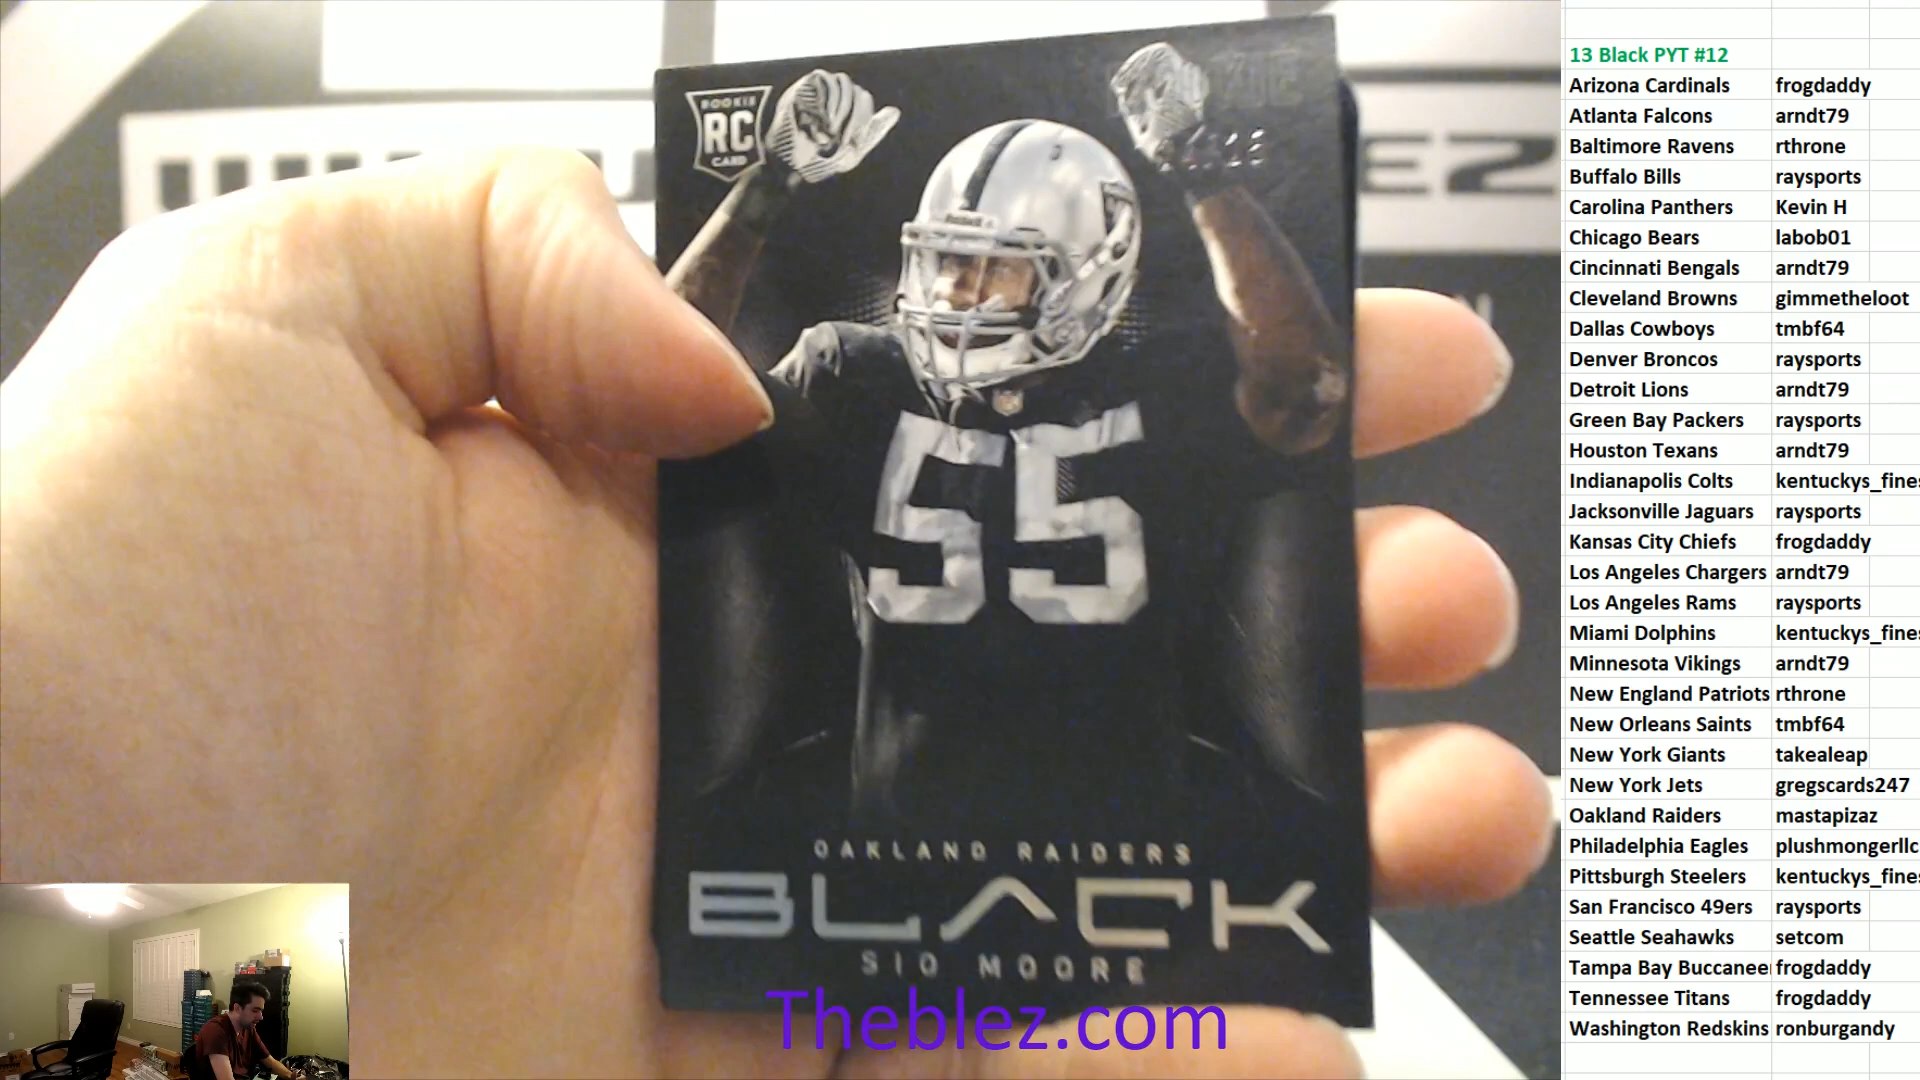 ROOKIE
RC
CARD
55
OAKLAND RAIDERS
BLACK
SIO MOORE
Theblez.com
13 Black PYT #12
Arizona Cardinals frogdaddy
Atlanta Falcons arndt79
Baltimore Ravens rthrone
Buffalo Bills raysports
Carolina Panthers Kevin H
Chicago Bears labob01
Cincinnati Bengals arndt79
Cleveland Browns gimmetheloot
Dallas Cowboys tmbf64
Denver Broncos raysports
Detroit Lions arndt79
Green Bay Packers raysports
Houston Texans arndt79
Indianapolis Colts kentuckys_fines
Jacksonville Jaguars raysports
Kansas City Chiefs frogdaddy
Los Angeles Chargers arndt79
Los Angeles Rams raysports
Miami Dolphins kentuckys_fines
Minnesota Vikings arndt79
New England Patriots rthrone
New Orleans Saints tmbf64
New York Giants takealeap
New York Jets gregscards247
Oakland Raiders mastapizaz
Philadelphia Eagles plushmongerllc
Pittsburgh Steelers kentuckys_fines
San Francisco 49ers raysports
Seattle Seahawks setcom
Tampa Bay Buccaneer frogdaddy
Tennessee Titans frogdaddy
Washington Redskins ronburgandy